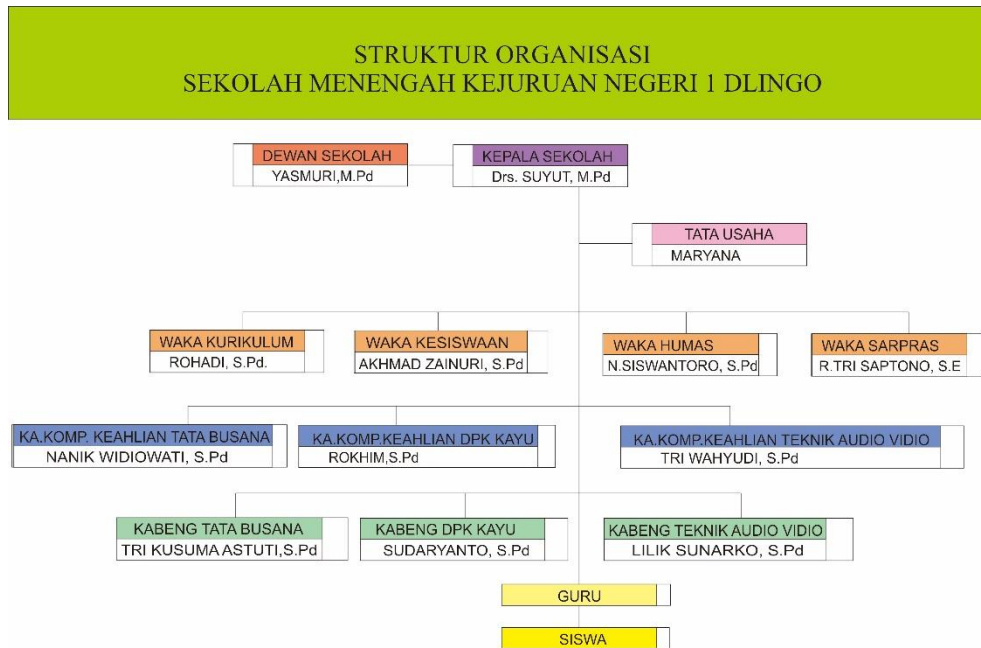 STRUKTUR ORGANISASI
SEKOLAH MENENGAH KEJURUAN NEGERI 1 DLINGO
DEWAN SEKOLAH
YASMURI,M.Pd
KEPALA SEKOLAH
Drs. SUYUT, M.Pd
TATA USAHA
MARYANA
WAKA KURIKULUM
ROHADI, S.Pd.
WAKA KESISWAAN
AKHMAD ZAINURI, S.Pd
WAKA HUMAS
N.SISWANTORO, S.Pd
WAKA SARPRAS
R.TRI SAPTONO, S.E
KA.KOMP. KEAHLIAN TATA BUSANA
NANIK WIDIOWATI, S.Pd
KA.KOMP.KEAHLIAN DPK KAYU
ROKHIM,S.Pd
KA.KOMP.KEAHLIAN TEKNIK AUDIO VIDIO
TRI WAHYUDI, S.Pd
KABENG TATA BUSANA
TRI KUSUMA ASTUTI,S.Pd
KABENG DPK KAYU
SUDARYANTO, S.Pd
KABENG TEKNIK AUDIO VIDIO
LILIK SUNARKO, S.Pd
GURU
SISWA